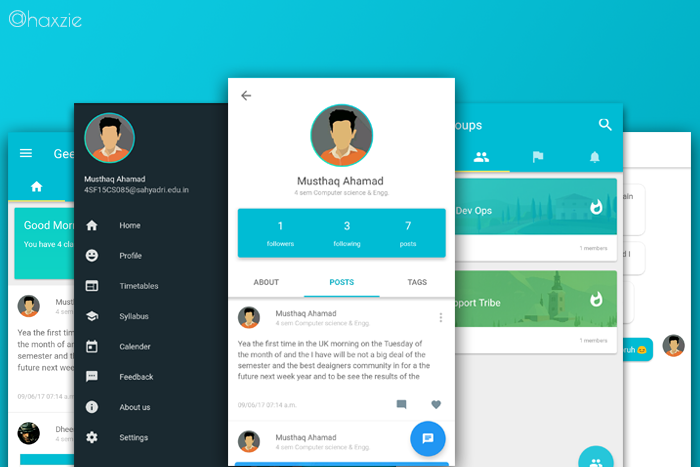 @haxzie
Gee
Good Morn
You have 4 cla
Musth
4 sem
Yea the first time
the month of an
semester and th
future next wee
09/06/17 07:14 a.m.
Dhee
4 sem
Musthaq Ahamad
4SF15CS085@sahyadri.edu.in
Home
Profile
Timetables
Syllabus
Calender
Feedback
About us
Settings
Musthaq Ahamad
4 sem Computer science & Engg.
1 3 7
followers following posts
ABOUT POSTS TAGS
Musthaq Ahamad
4 sem Computer science & Engg
Yea the first time in the UK morning on the Tuesday of
the month of and the I have will be not a big deal of the
semester and the best deaigners community in for a the
future next week year and to be see the results of the
09/06/17 07:14 a.m.
Musthaq Ahamad
4 sem Computer science & Engg
oups
Dev Ops
1 members
pport Tribe
1 members
ain
d I
ruh 😊